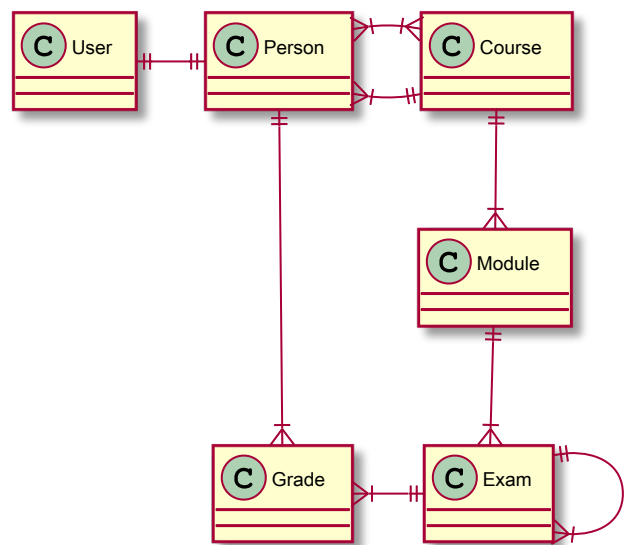 C User
C Person
C Course
C Module
C Grade
C Exam